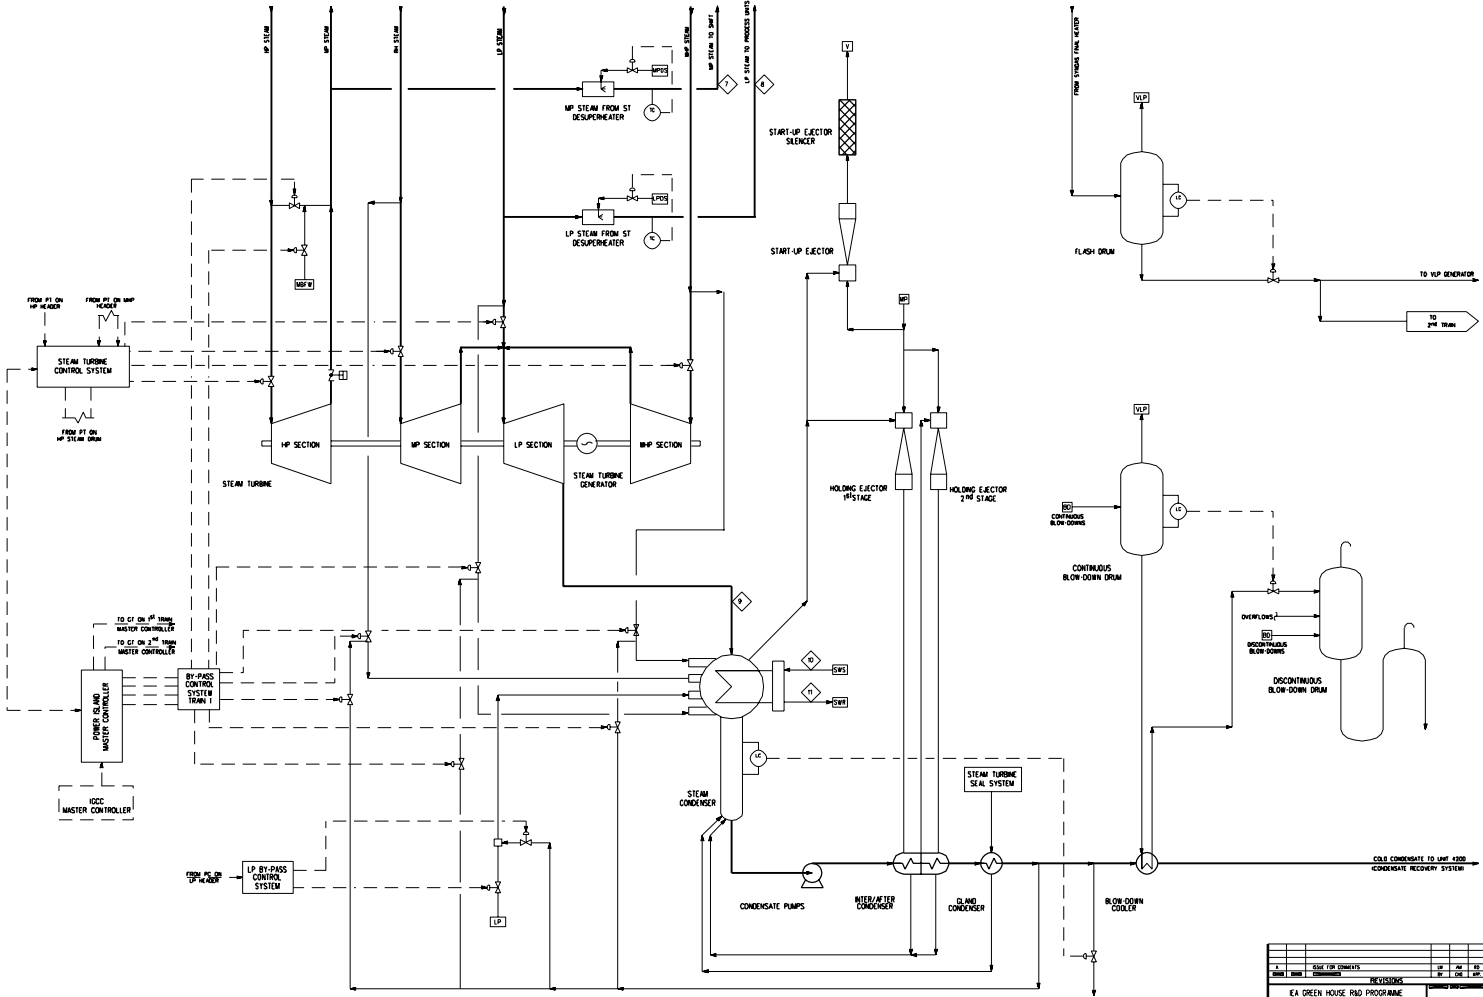 HP STEAM
MP STEAM
RH STEAM
LP STEAM
MHP STEAM
MP STEAM TO SHIFT
LP STEAM TO PROCESS UNITS
FROM SYNGAS FINAL HEATER
V
MPDS
7
8
TC
MP STEAM FROM ST
DESUPERHEATER
START-UP EJECTOR
SILENCER
VLP
LPDS
TC
LP STEAM FROM ST
DESUPERHEATER
LC
START-UP EJECTOR
FLASH DRUM
TO VLP GENERATOR
MBFW
MP
FROM PT ON
HP HEADER
FROM PT ON MHP
HEADER
TO
2nd TRAIN
STEAM TURBINE
CONTROL SYSTEM
FROM PT ON
HP STEAM DRUM
VLP
HP SECTION
MP SECTION
LP SECTION
MHP SECTION
STEAM TURBINE
STEAM TURBINE
GENERATOR
HOLDING EJECTOR
1st STAGE
HOLDING EJECTOR
2nd STAGE
BD
CONTINUOUS
BLOW-DOWNS
LC
CONTINUOUS
BLOW-DOWN DRUM
9
TO GT ON 1st TRAIN
MASTER CONTROLLER
TO GT ON 2nd TRAIN
MASTER CONTROLLER
OVERFLOWS
BD
DISCONTINUOUS
BLOW-DOWNS
BY-PASS
CONTROL
SYSTEM
TRAIN 1
10
SWS
11
SWR
DISCONTINUOUS
BLOW-DOWN DRUM
POWER ISLAND
MASTER CONTROLLER
LC
IGCC
MASTER CONTROLLER
STEAM
CONDENSER
STEAM TURBINE
SEAL SYSTEM
FROM PC ON
LP HEADER
LP BY-PASS
CONTROL
SYSTEM
COLD CONDENSATE TO UNIT 4200
(CONDENSATE RECOVERY SYSTEM)
LP
CONDENSATE PUMPS
INTER/AFTER
CONDENSER
GLAND
CONDENSER
BLOW-DOWN
COOLER
A ISSUE FOR COMMENTS
BY CHD APP.
REVISIONS
IEA GREEN HOUSE R&D PROGRAMME